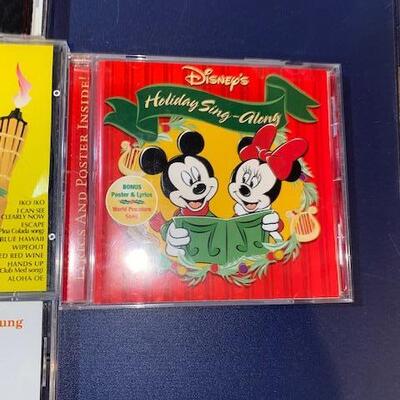 IKO IKO
I CAN SEE
CLEARLY NOW
ESCAPE
(Pina Colada song)
BLUE HAWAII
WIPEOUT
RED RED WINE
HANDS UP
(Club Med song)
ALOHA OE
LYRICS AND POSTER INSIDE!
Disney's
Holiday Sing-Along
BONUS
Poster & Lyrics
World Premiere
Song
ung